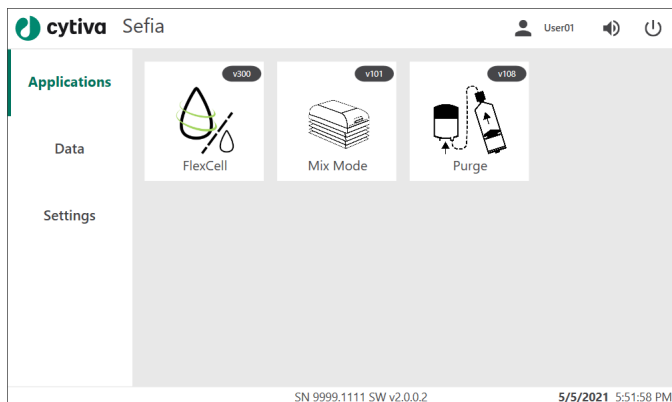 cytiva Sefia
User01
Applications
Data
Settings
v300
FlexCell
v101
Mix Mode
v108
Purge
SN 9999.1111 SW v2.0.0.2
5/5/2021 5:51:58 PM